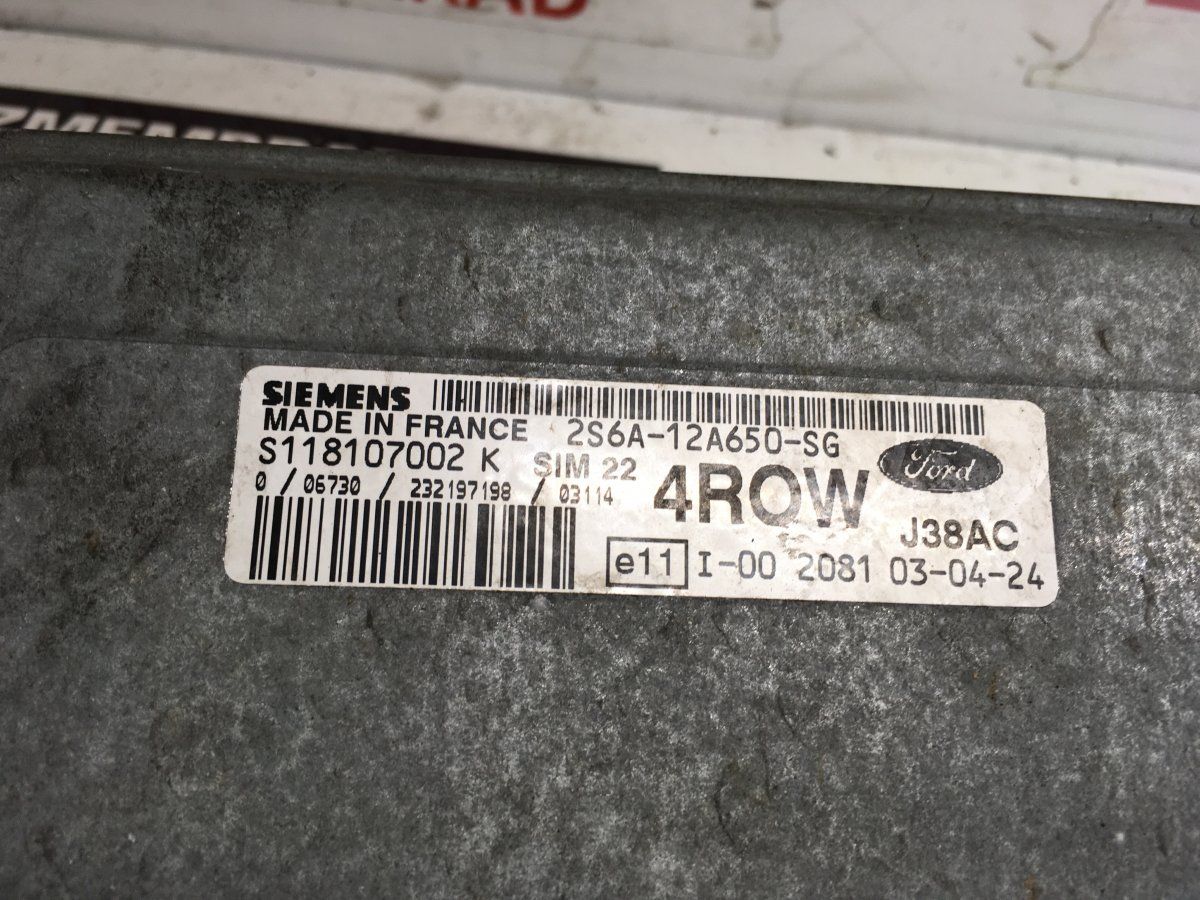 SIEMENS
MADE IN FRANCE 2S6A-12A650-SG
S118107002 K SIM 22 4ROW Ford
0 / 06730 / 232197198 / 03114
J38AC
e11 I-00 2081 03-04-24